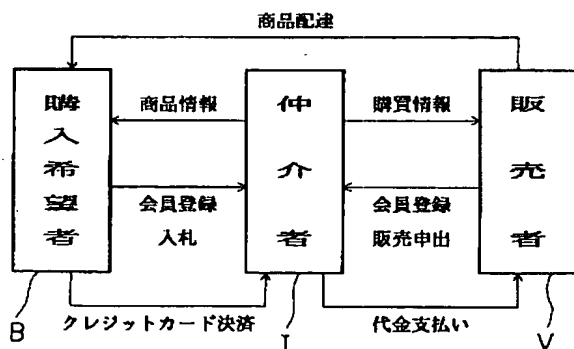 商品配達
購入希望者
商品情報
仲介者
購買情報
販売者
会員登録
入札
会員登録
販売申出
B
クレジットカード決済
I
代金支払い
V